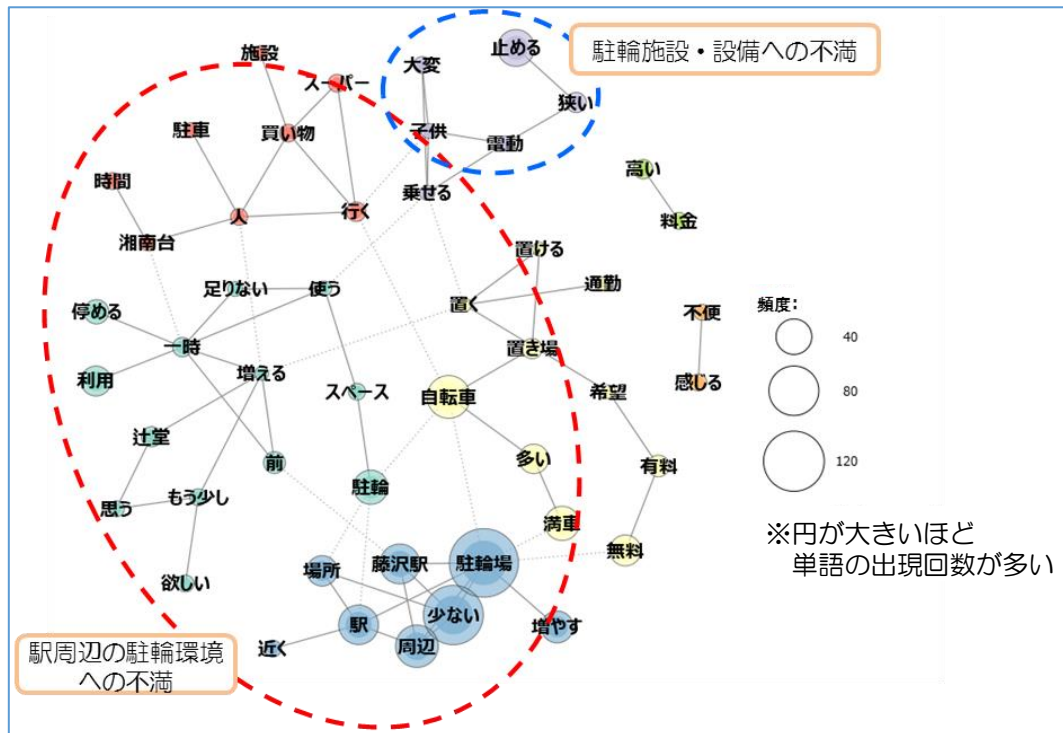 施設
スーパー
駐車
買い物
時間
人
行く
湘南台
大変
止める
駐輪施設・設備への不満
狭い
子供
電動
乗せる
高い
料金
足りない
使う
停める
一時
利用
増える
スペース
辻堂
前
駐輪
思う
もう少し
欲しい
置ける
通勤
置く
置き場
自転車
希望
多い
有料
満車
無料
不便
感じる
頻度:
40
80
120
※円が大きいほど
単語の出現回数が多い
場所
藤沢駅
駐輪場
少ない
駅
周辺
増やす
近く
駅周辺の駐輪環境
への不満